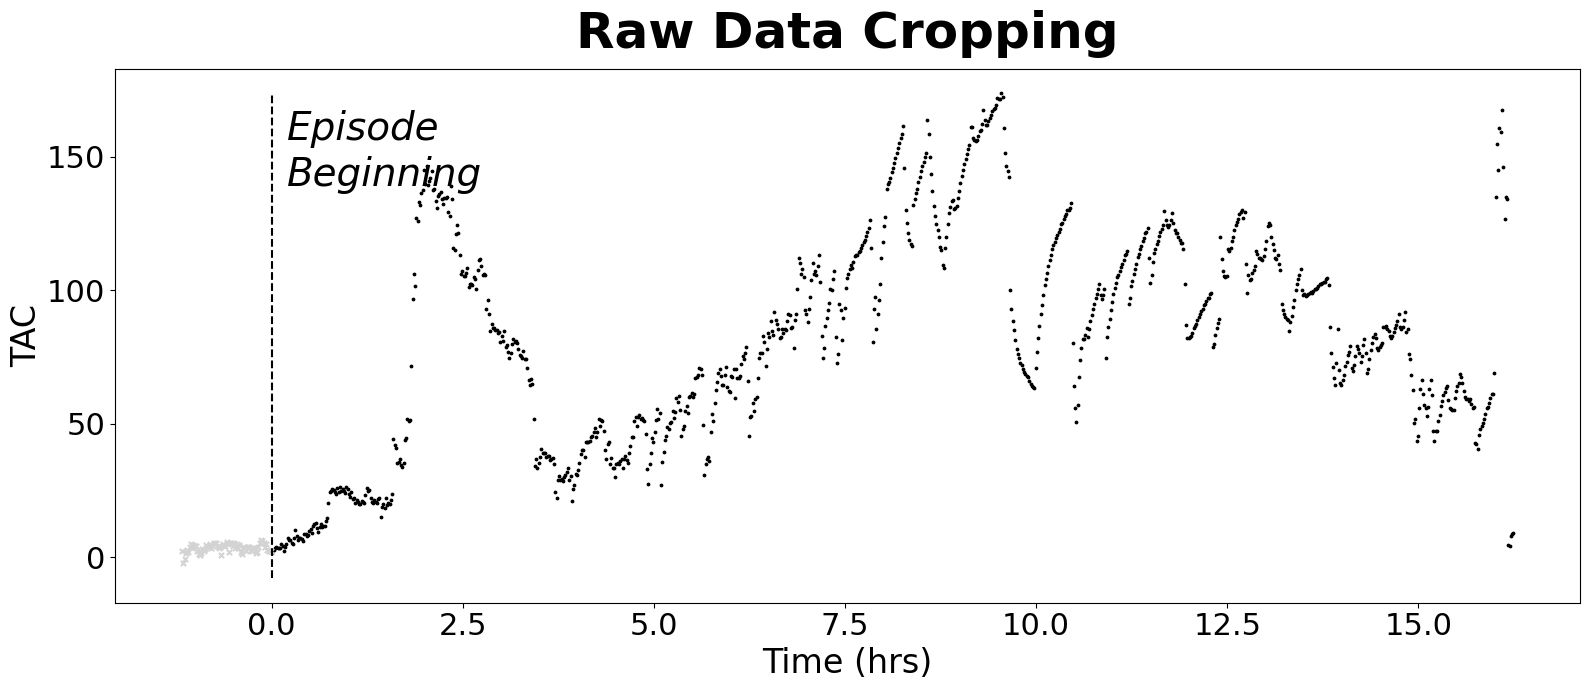 Raw Data Cropping
Episode
Beginning
TAC
150
100
50
0
0.0 2.5 5.0 7.5 10.0 12.5 15.0
Time (hrs)